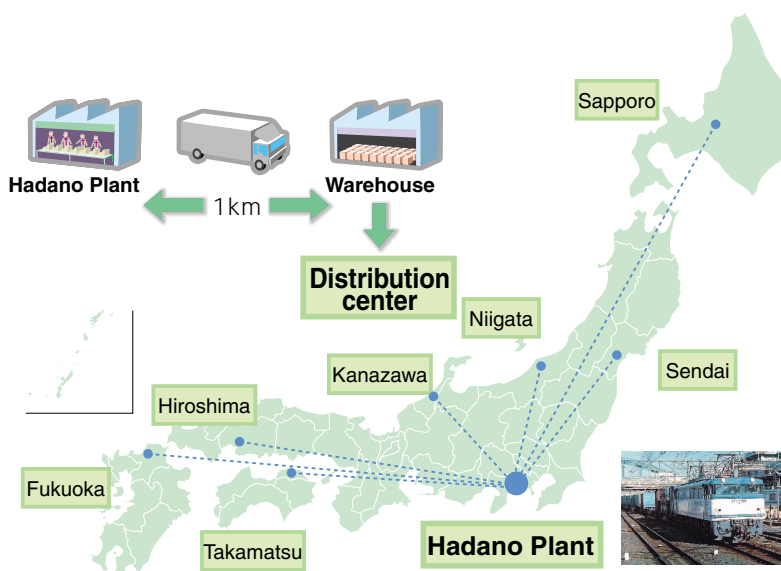 Sapporo
Hadano Plant
1km
Warehouse
Distribution
center
Niigata
Sendai
Kanazawa
Hiroshima
Fukuoka
Takamatsu
Hadano Plant